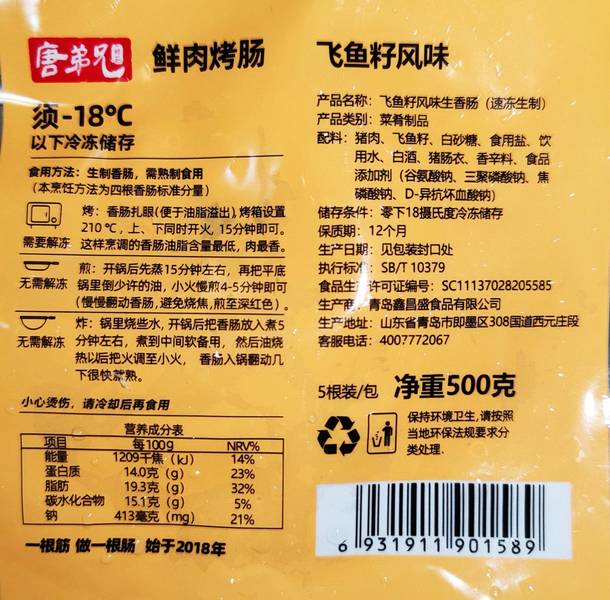 唐弟兄 鲜肉烤肠
须-18℃
以下冷冻储存
食用方法：生制香肠，需熟制食用
（本烹饪方法为四根香肠标准分量）
需要解冻
烤：香肠扎眼(便于油脂溢出)，烤箱设置
210℃，上、下同时开火，15分钟即可。
这样烹调的香肠油脂含量最低，肉最香。
无需解冻
煎：开锅后先蒸15分钟左右，再把平底
锅里倒少许的油，小火慢煎4-5分钟即可
（慢慢翻动香肠，避免烧焦，煎至深红色）。
无需解冻
炸：锅里烧些水，开锅后把香肠放入煮5
分钟左右，煮到中间软备用，然后油烧
热以后把火调至小火，香肠入锅翻动几
下很快就熟。
小心烫伤，请冷却后再食用
营养成分表
项目 每100g NRV%
能量 1209千焦（kJ） 14%
蛋白质 14.0克（g） 23%
脂肪 19.3克（g） 32%
碳水化合物 15.1克（g） 5%
钠 413毫克（mg） 21%
一根筋 做一根肠 始于2018年
飞鱼籽风味
产品名称：飞鱼籽风味生香肠（速冻生制）
产品类别：菜肴制品
配料：猪肉、飞鱼籽、白砂糖、食用盐、饮
用水、白酒、猪肠衣、香辛料、食品
添加剂（谷氨酸钠、三聚磷酸钠、焦
磷酸钠、D-异抗坏血酸钠）
储存条件：零下18摄氏度冷冻储存
保质期：12个月
生产日期：见包装封口处
执行标准：SB/T 10379
食品生产许可证编号：SC11137028205585
生产商：青岛鑫昌盛食品有限公司
生产地址：山东省青岛市即墨区308国道西元庄段
客服电话：4007772067
5根装/包 净重500克
保持环境卫生，请按照
当地环保法规要求分
类处理.
6 931911 901589